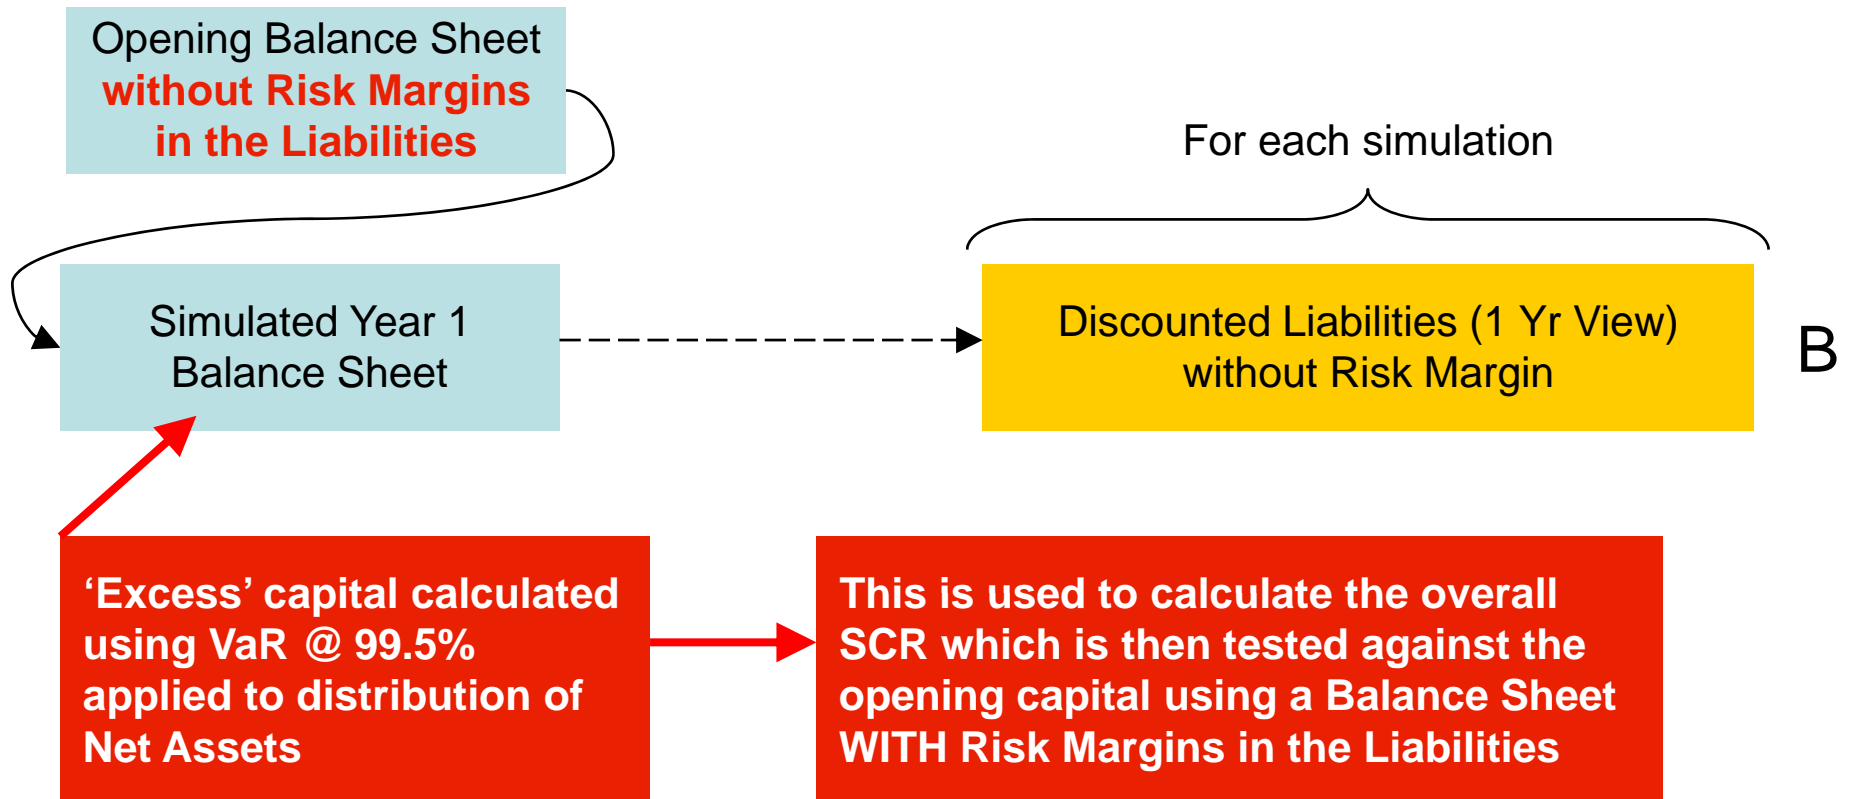 Opening Balance Sheet
without Risk Margins
in the Liabilities
For each simulation
Simulated Year 1
Balance Sheet
Discounted Liabilities (1 Yr View)
without Risk Margin
B
‘Excess’ capital calculated
using VaR @ 99.5%
applied to distribution of
Net Assets
This is used to calculate the overall
SCR which is then tested against the
opening capital using a Balance Sheet
WITH Risk Margins in the Liabilities